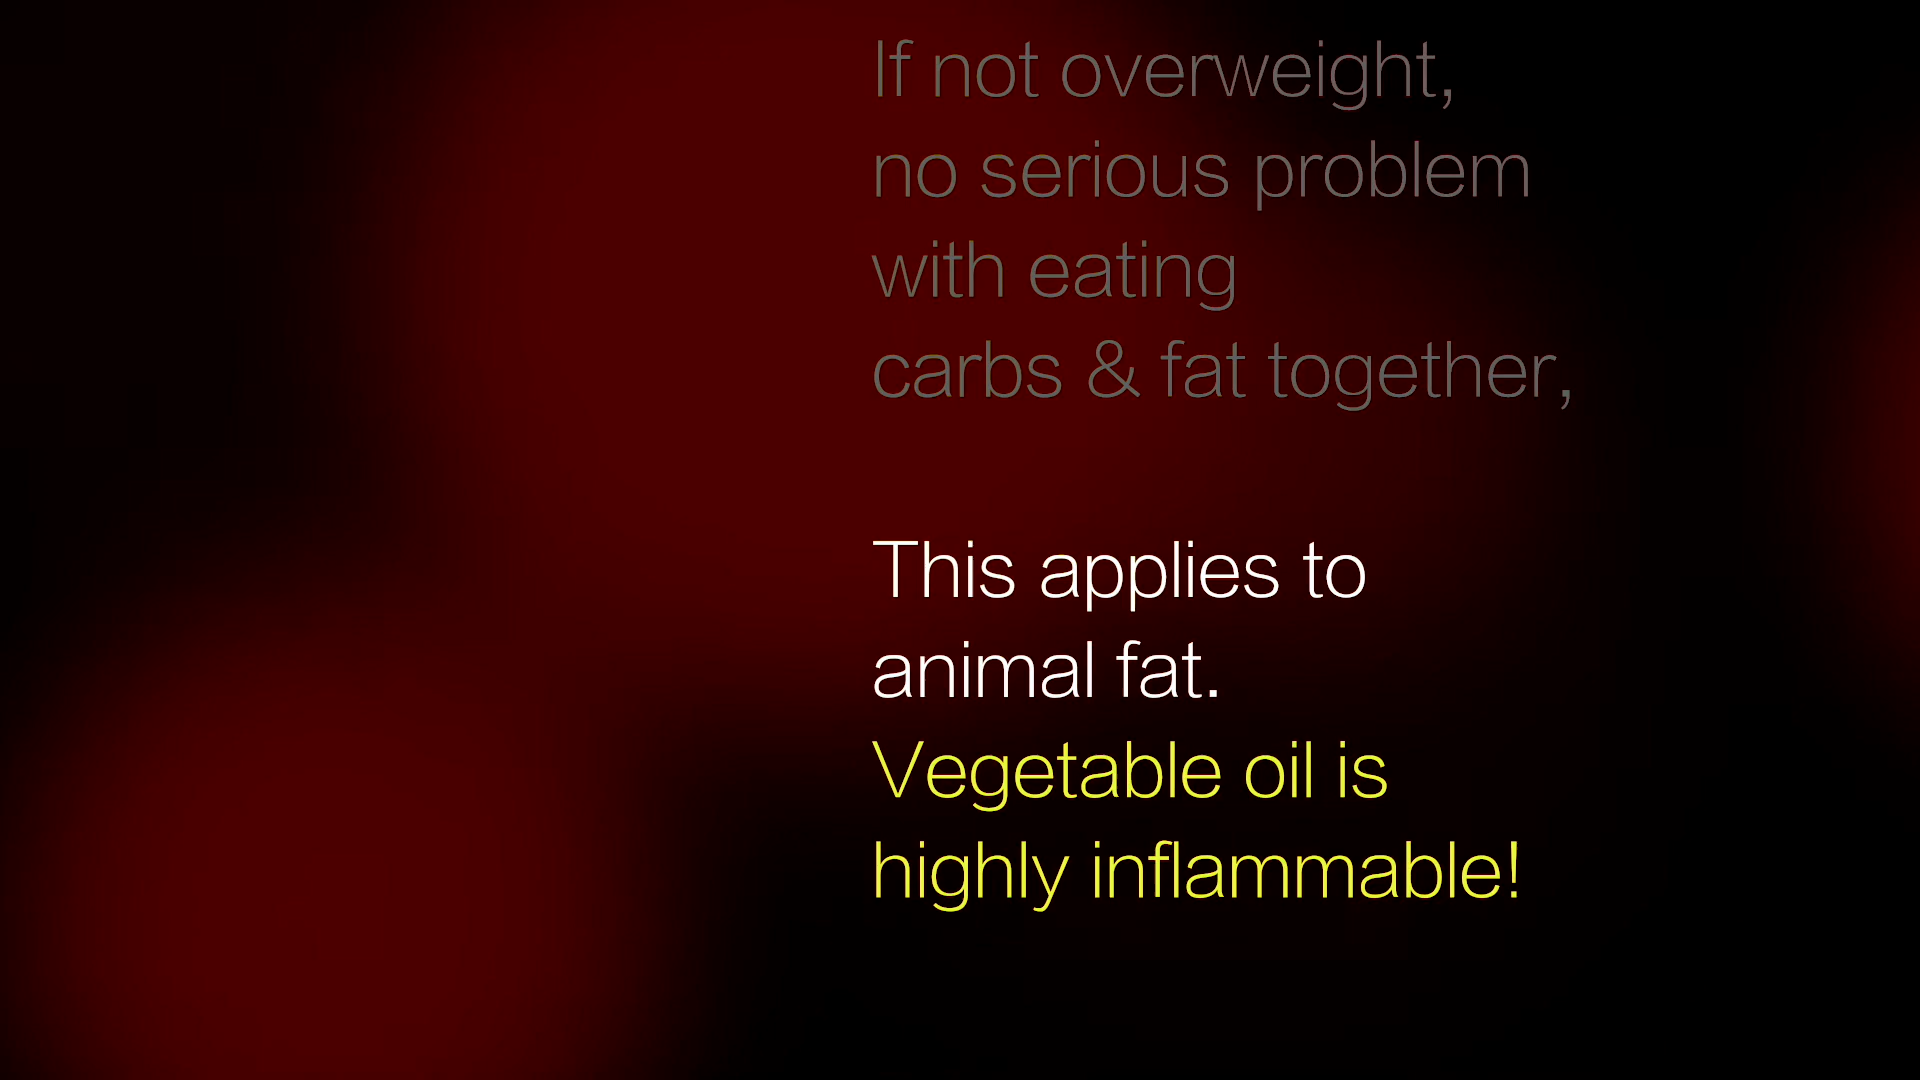 If not overweight,
no serious problem
with eating
carbs & fat together,
This applies to
animal fat.
Vegetable oil is
highly inflammable!